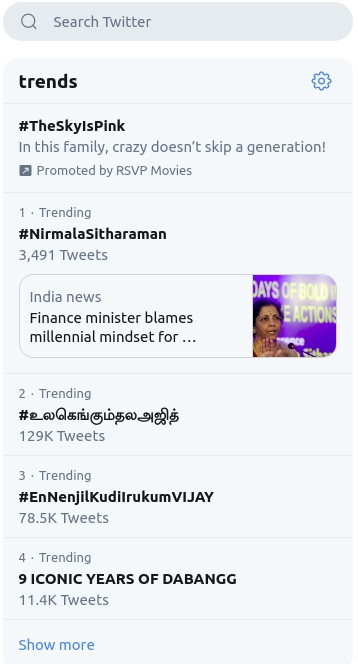 Search Twitter
trends
#TheSkyIsPink
In this family, crazy doesn’t skip a generation!
Promoted by RSVP Movies
1 · Trending
#NirmalaSitharaman
3,491 Tweets
India news
Finance minister blames
millennial mindset for …
DAYS OF BOLD
E ACTIONS
2 · Trending
#உலகெங்கும்தலஅஜித்
129K Tweets
3 · Trending
#EnNenjilKudiIrukumVIJAY
78.5K Tweets
4 · Trending
9 ICONIC YEARS OF DABANGG
11.4K Tweets
Show more